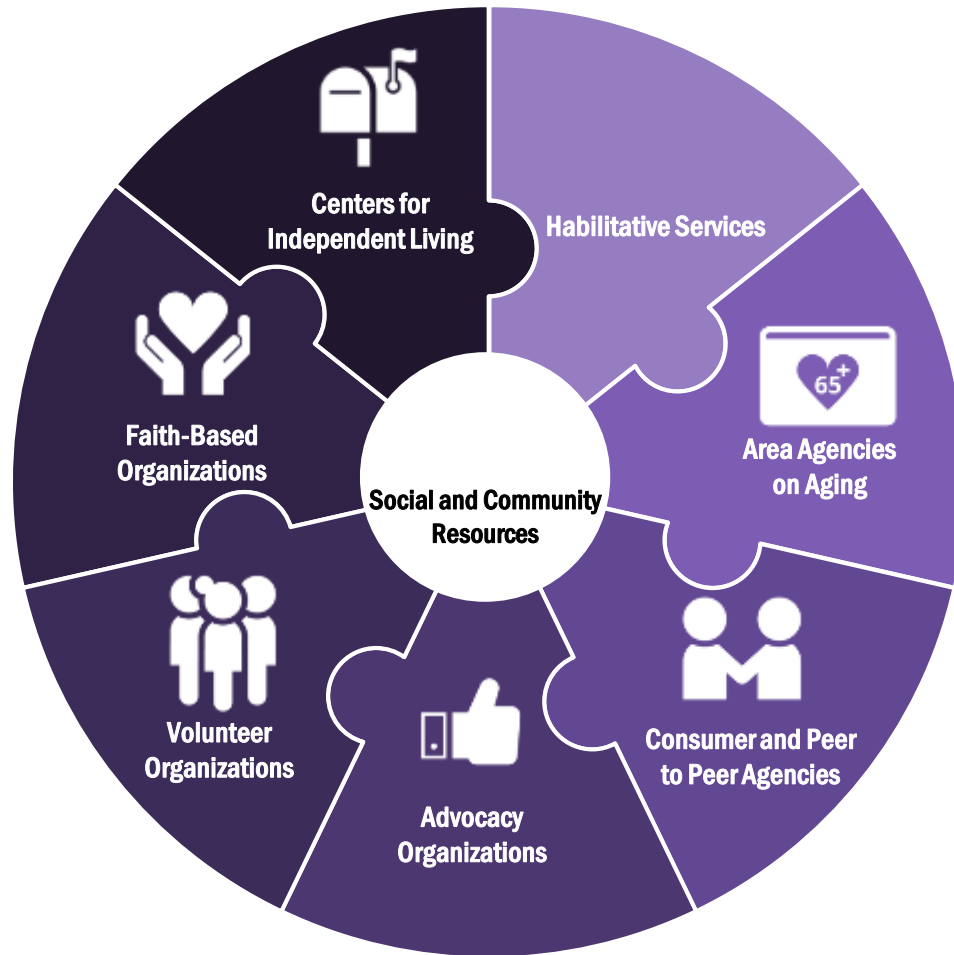 Centers for
Independent Living
Habilitative Services
65+
Area Agencies
on Aging
Consumer and Peer
to Peer Agencies
Advocacy
Organizations
Volunteer
Organizations
Faith-Based
Organizations
Social and Community
Resources